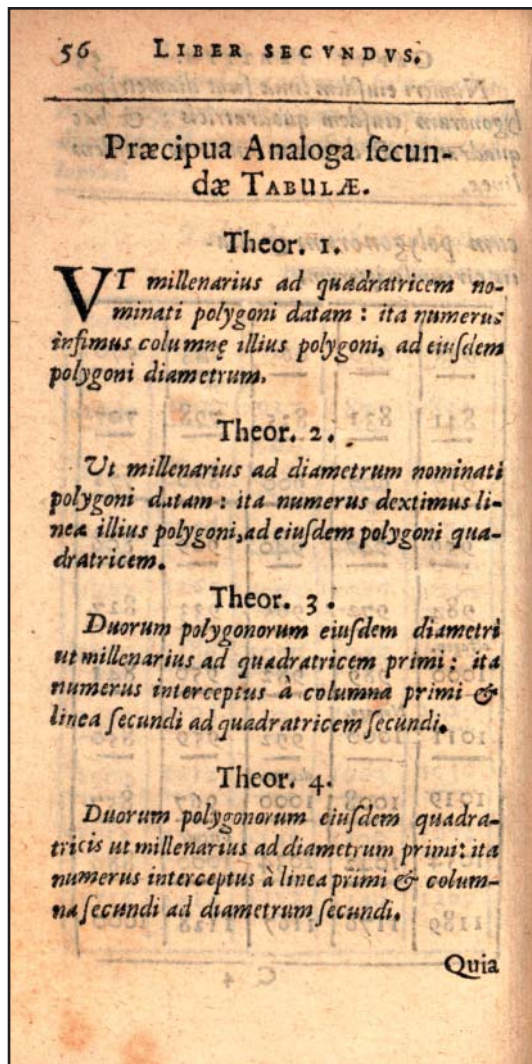 56 LIBER SECVNDVS.
Præcipua Analoga ſecun-
dæ TABULÆ.
Theor. 1.
VT millenarius ad quadratricem no-
minati polygoni datam : ita numerus
infimus columnę illius polygoni, ad eiuſdem
polygoni diametrum.
Theor. 2.
Ut millenarius ad diametrum nominati
polygoni datam : ita numerus dextimus li-
neæ illius polygoni, ad eiuſdem polygoni qua-
dratricem.
Theor. 3.
Duorum polygonorum eiuſdem diametri
ut millenarius ad quadratricem primi ; ita
numerus interceptus à columna primi &
linea ſecundi ad quadratricem ſecundi.
Theor. 4.
Duorum polygonorum eiuſdem quadra-
tricis ut millenarius ad diametrum primi: ita
numerus interceptus à linea primi & colum-
na ſecundi ad diametrum ſecundi.
Quia